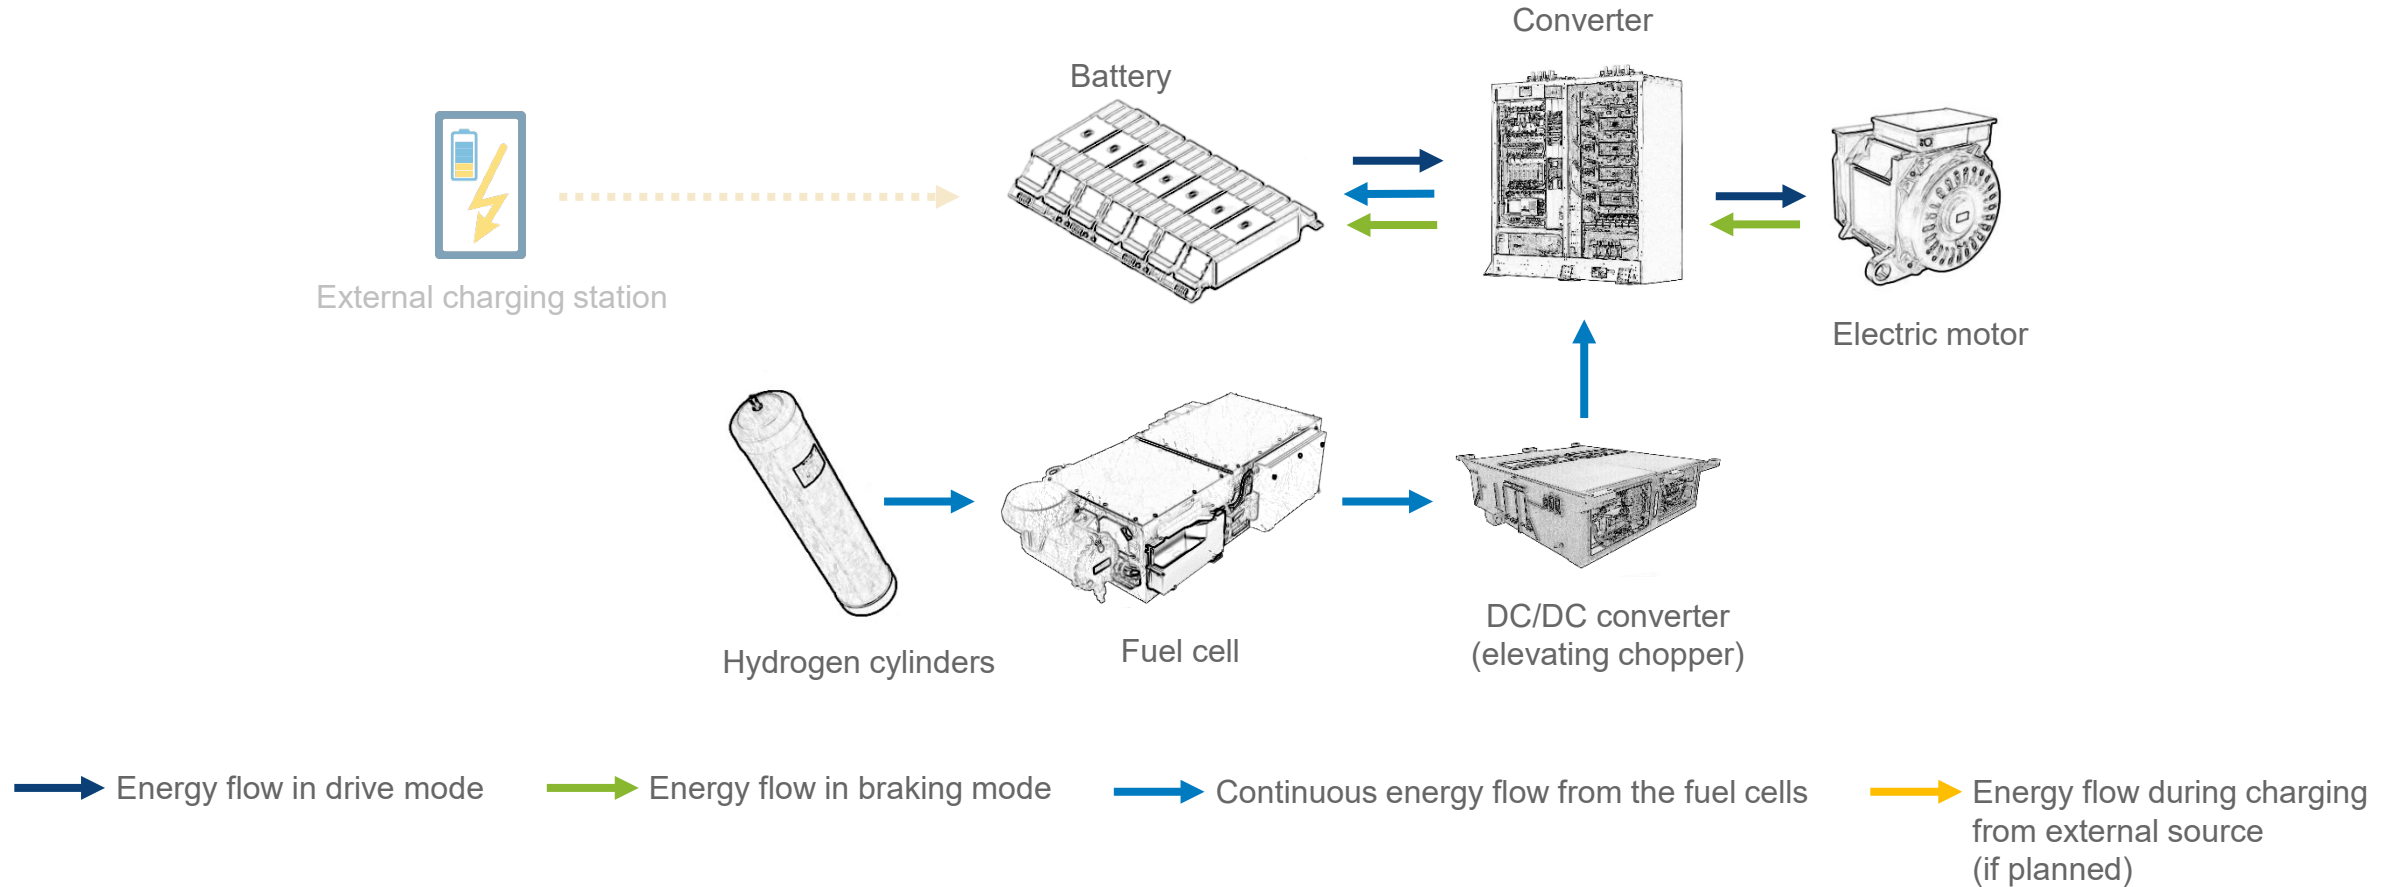 Converter
Battery
External charging station
Electric motor
Hydrogen cylinders
Fuel cell
DC/DC converter
(elevating chopper)
Energy flow in drive mode
Energy flow in braking mode
Continuous energy flow from the fuel cells
Energy flow during charging
from external source
(if planned)